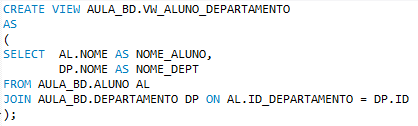 CREATE VIEW AULA_BD.VW_ALUNO_DEPARTAMENTO
AS
(
SELECT  AL.NOME AS NOME_ALUNO,
        DP.NOME AS NOME_DEPT
FROM AULA_BD.ALUNO AL
JOIN AULA_BD.DEPARTAMENTO DP ON AL.ID_DEPARTAMENTO = DP.ID
);